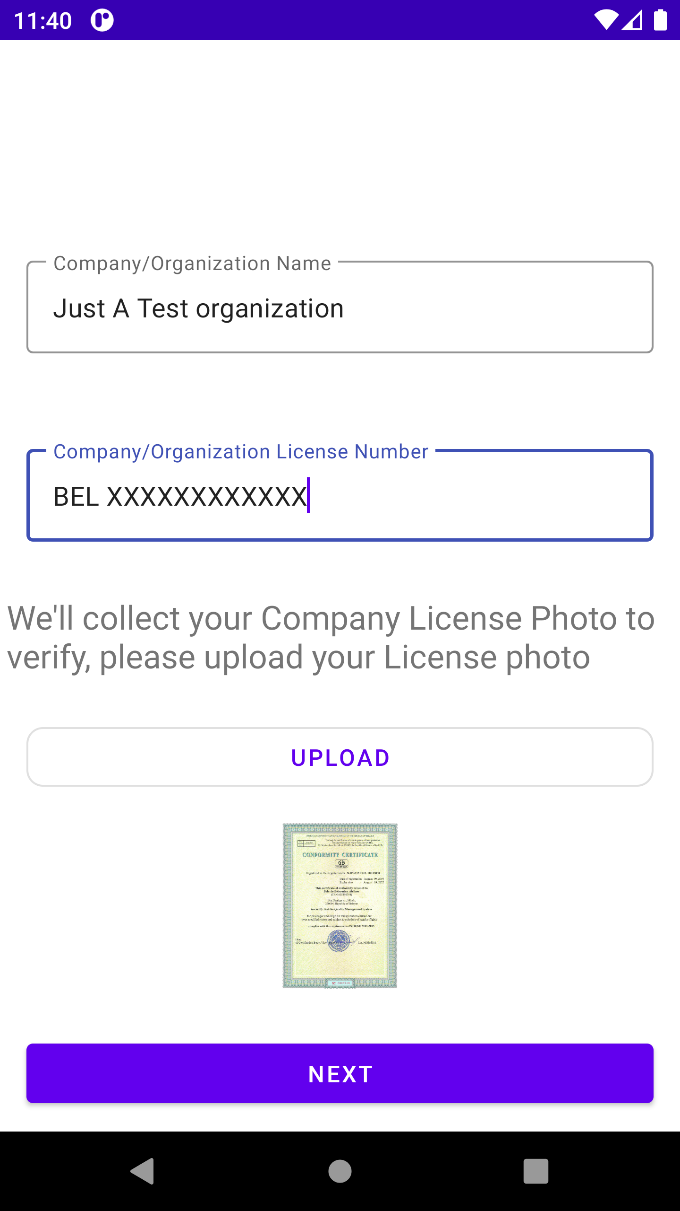 11:40
Company/Organization Name
Just A Test organization
Company/Organization License Number
BEL XXXXXXXXXXXX
We'll collect your Company License Photo to
verify, please upload your License photo
UPLOAD
CONFORMITY CERTIFICATE
NEXT